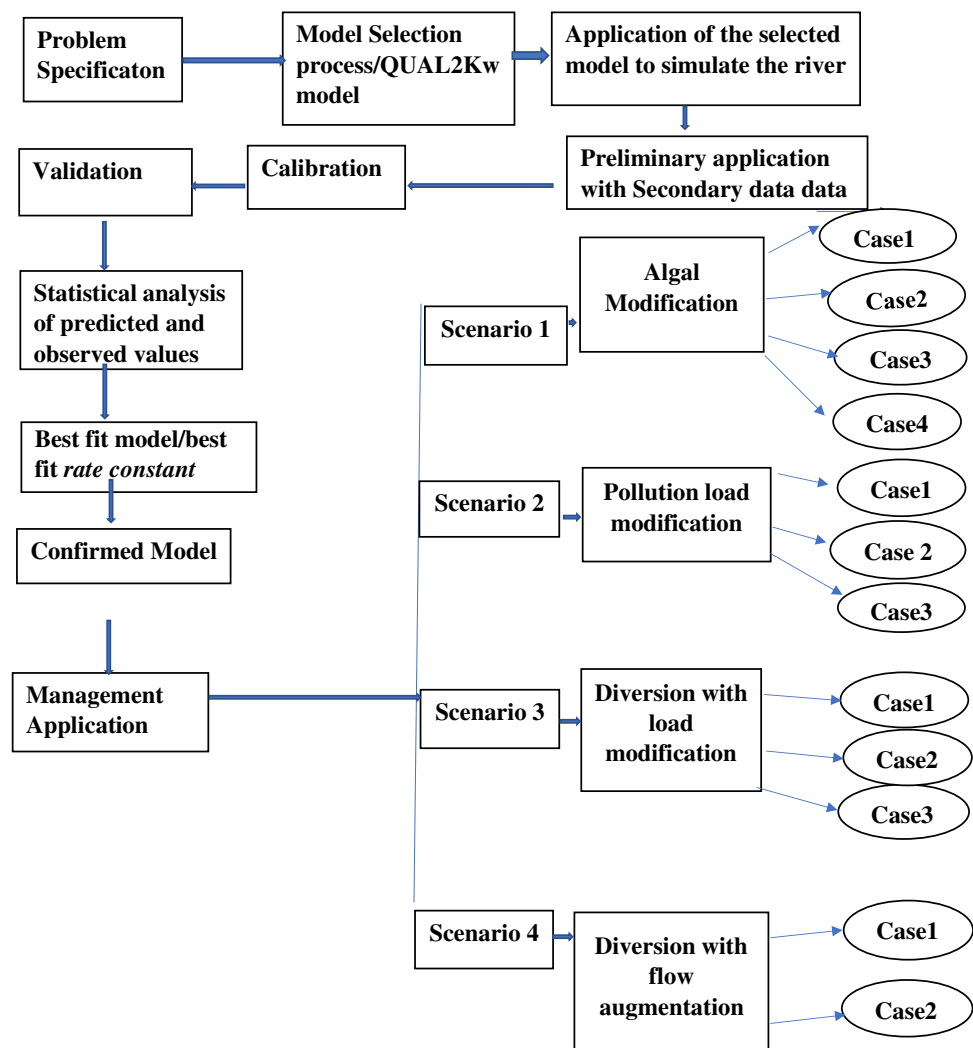 Problem
Specificaton
Model Selection
process/QUAL2Kw
model
Application of the selected
model to simulate the river
Preliminary application
with Secondary data data
Calibration
Validation
Statistical analysis
of predicted and
observed values
Best fit model/best
fit rate constant
Confirmed Model
Management
Application
Scenario 1
Algal
Modification
Case1
Case2
Case3
Case4
Scenario 2
Pollution load
modification
Case1
Case 2
Case3
Scenario 3
Diversion with
load
modification
Case1
Case2
Case3
Scenario 4
Diversion with
flow
augmentation
Case1
Case2